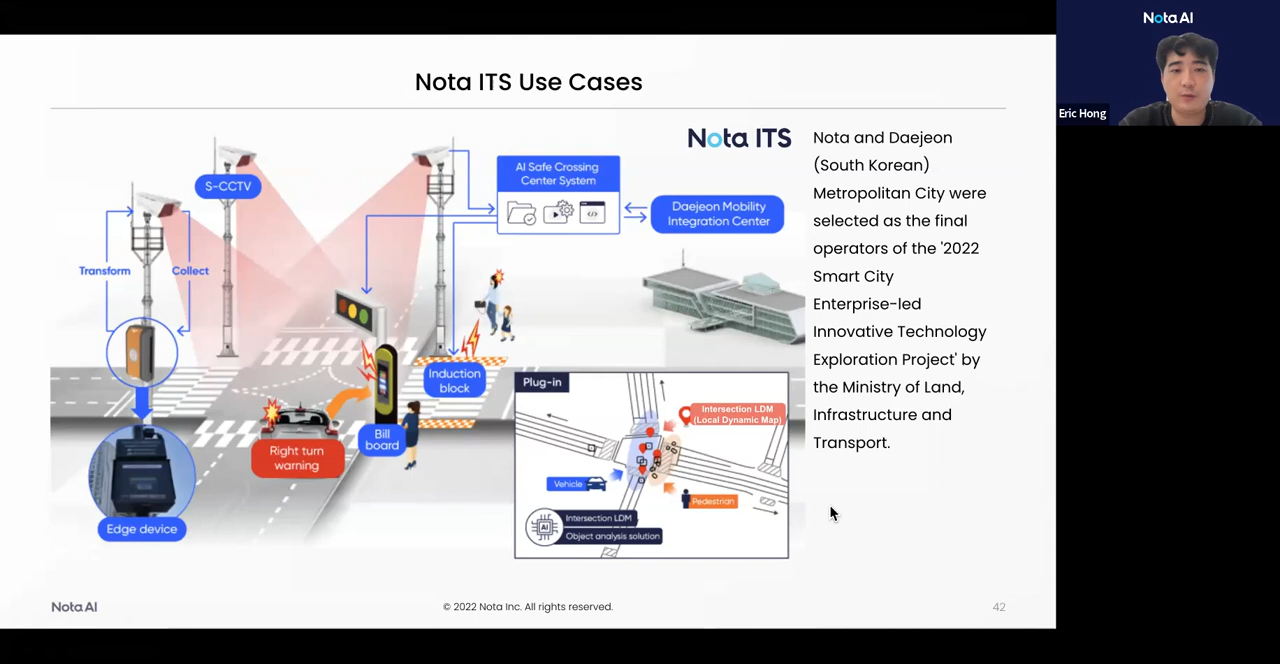 Nota AI
Eric Hong
Nota ITS Use Cases
Nota ITS
S-CCTV
AI Safe Crossing
Center System
Daejeon Mobility
Integration Center
Transform
Collect
Induction
block
Bill
board
Right turn
warning
Edge device
Plug-in
Intersection LDM
(Local Dynamic Map)
Vehicle
Pedestrian
AI
Intersection LDM
Object analysis solution
Nota and Daejeon
(South Korean)
Metropolitan City were
selected as the final
operators of the '2022
Smart City
Enterprise-led
Innovative Technology
Exploration Project' by
the Ministry of Land,
Infrastructure and
Transport.
Nota AI
© 2022 Nota Inc. All rights reserved.
42